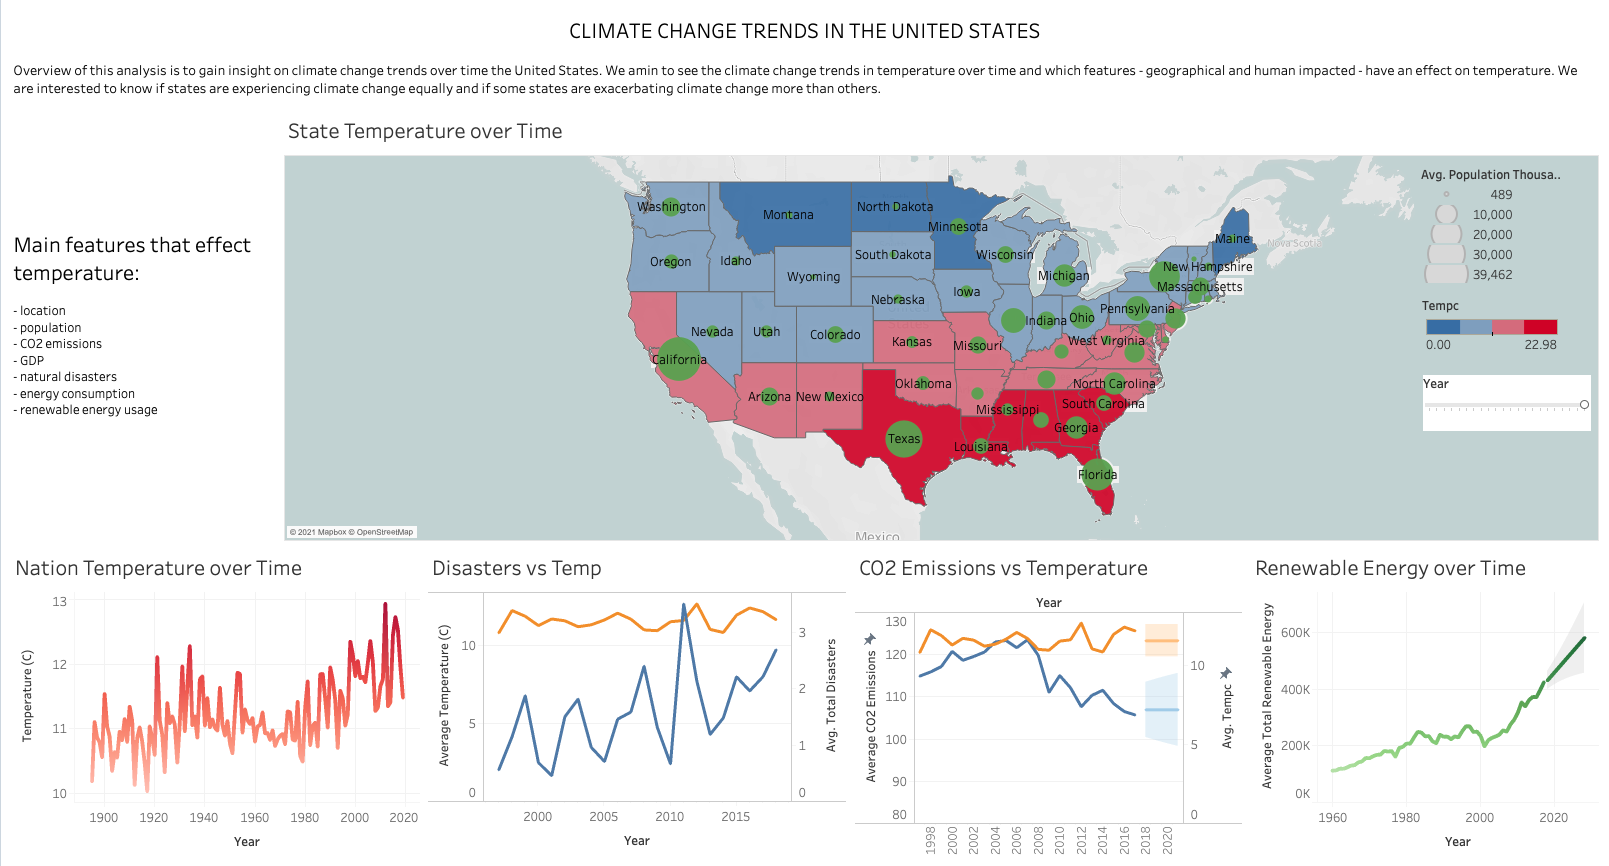 CLIMATE CHANGE TRENDS IN THE UNITED STATES
Overview of this analysis is to gain insight on climate change trends over time the United States. We amin to see the climate change trends in temperature over time and which features - geographical and human impacted - have an effect on temperature. We
are interested to know if states are experiencing climate change equally and if some states are exacerbating climate change more than others.
State Temperature over Time
Main features that effect
temperature:
- location
- population
- CO2 emissions
- GDP
- natural disasters
- energy consumption
- renewable energy usage
Washington
Montana
North Dakota
Minnesota
Maine
Nova Scotia
Oregon
Idaho
South Dakota
Wisconsin
New Hampshire
Wyoming
Michigan
Massachusetts
Nebraska
Iowa
Pennsylvania
Nevada
Utah
Colorado
Indiana
Ohio
California
Kansas
Missouri
West Virginia
Arizona
New Mexico
Oklahoma
North Carolina
Mississippi
South Carolina
Texas
Louisiana
Georgia
Florida
Mexico
© 2021 Mapbox © OpenStreetMap
Avg. Population Thousa..
489
10,000
20,000
30,000
39,462
Tempc
0.00 22.98
Year
Nation Temperature over Time
Temperature (C)
13
12
11
10
1900 1920 1940 1960 1980 2000 2020
Year
Disasters vs Temp
Average Temperature (C)
10
5
0
3
2
1
0
Avg. Total Disasters
2000 2005 2010 2015
Year
CO2 Emissions vs Temperature
Year
Average CO2 Emissions
130
120
110
100
90
80
10
5
0
Avg. Tempc
1998 2000 2002 2004 2006 2008 2010 2012 2014 2016 2018 2020
Renewable Energy over Time
Average Total Renewable Energy
600K
400K
200K
0K
1960 1980 2000 2020
Year